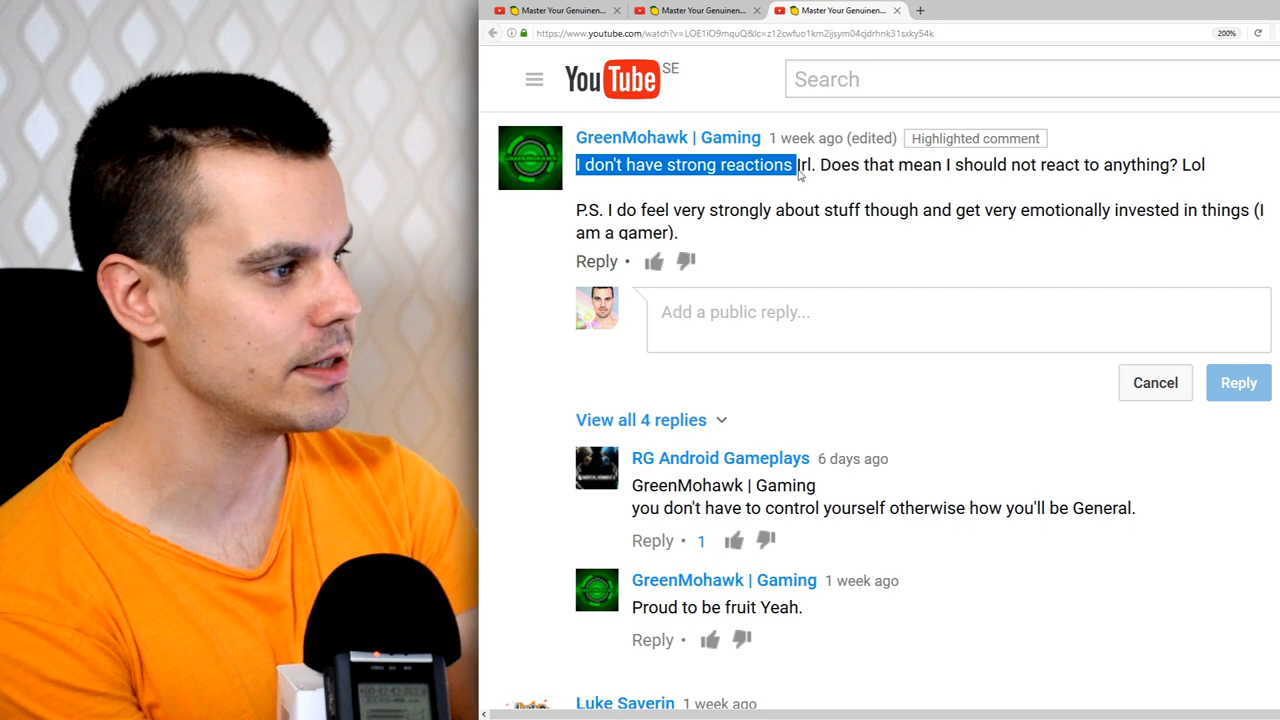 Master Your Genuinen...
Master Your Genuinen...
Master Your Genuinen...
https://www.youtube.com/watch?v=LOE1iO9mquQ&lc=z12cwfuo1km2ijsym04cjdrhnk31sxky54k
200%
YouTube SE
Search
GreenMohawk | Gaming 1 week ago (edited) Highlighted comment
I don't have strong reactions Irl. Does that mean I should not react to anything? Lol
P.S. I do feel very strongly about stuff though and get very emotionally invested in things (I
am a gamer).
Reply •
Add a public reply...
Cancel
Reply
View all 4 replies
RG Android Gameplays 6 days ago
GreenMohawk | Gaming
you don't have to control yourself otherwise how you'll be General.
Reply • 1
GreenMohawk | Gaming 1 week ago
Proud to be fruit Yeah.
Reply •
Luke Saverin 1 week ago